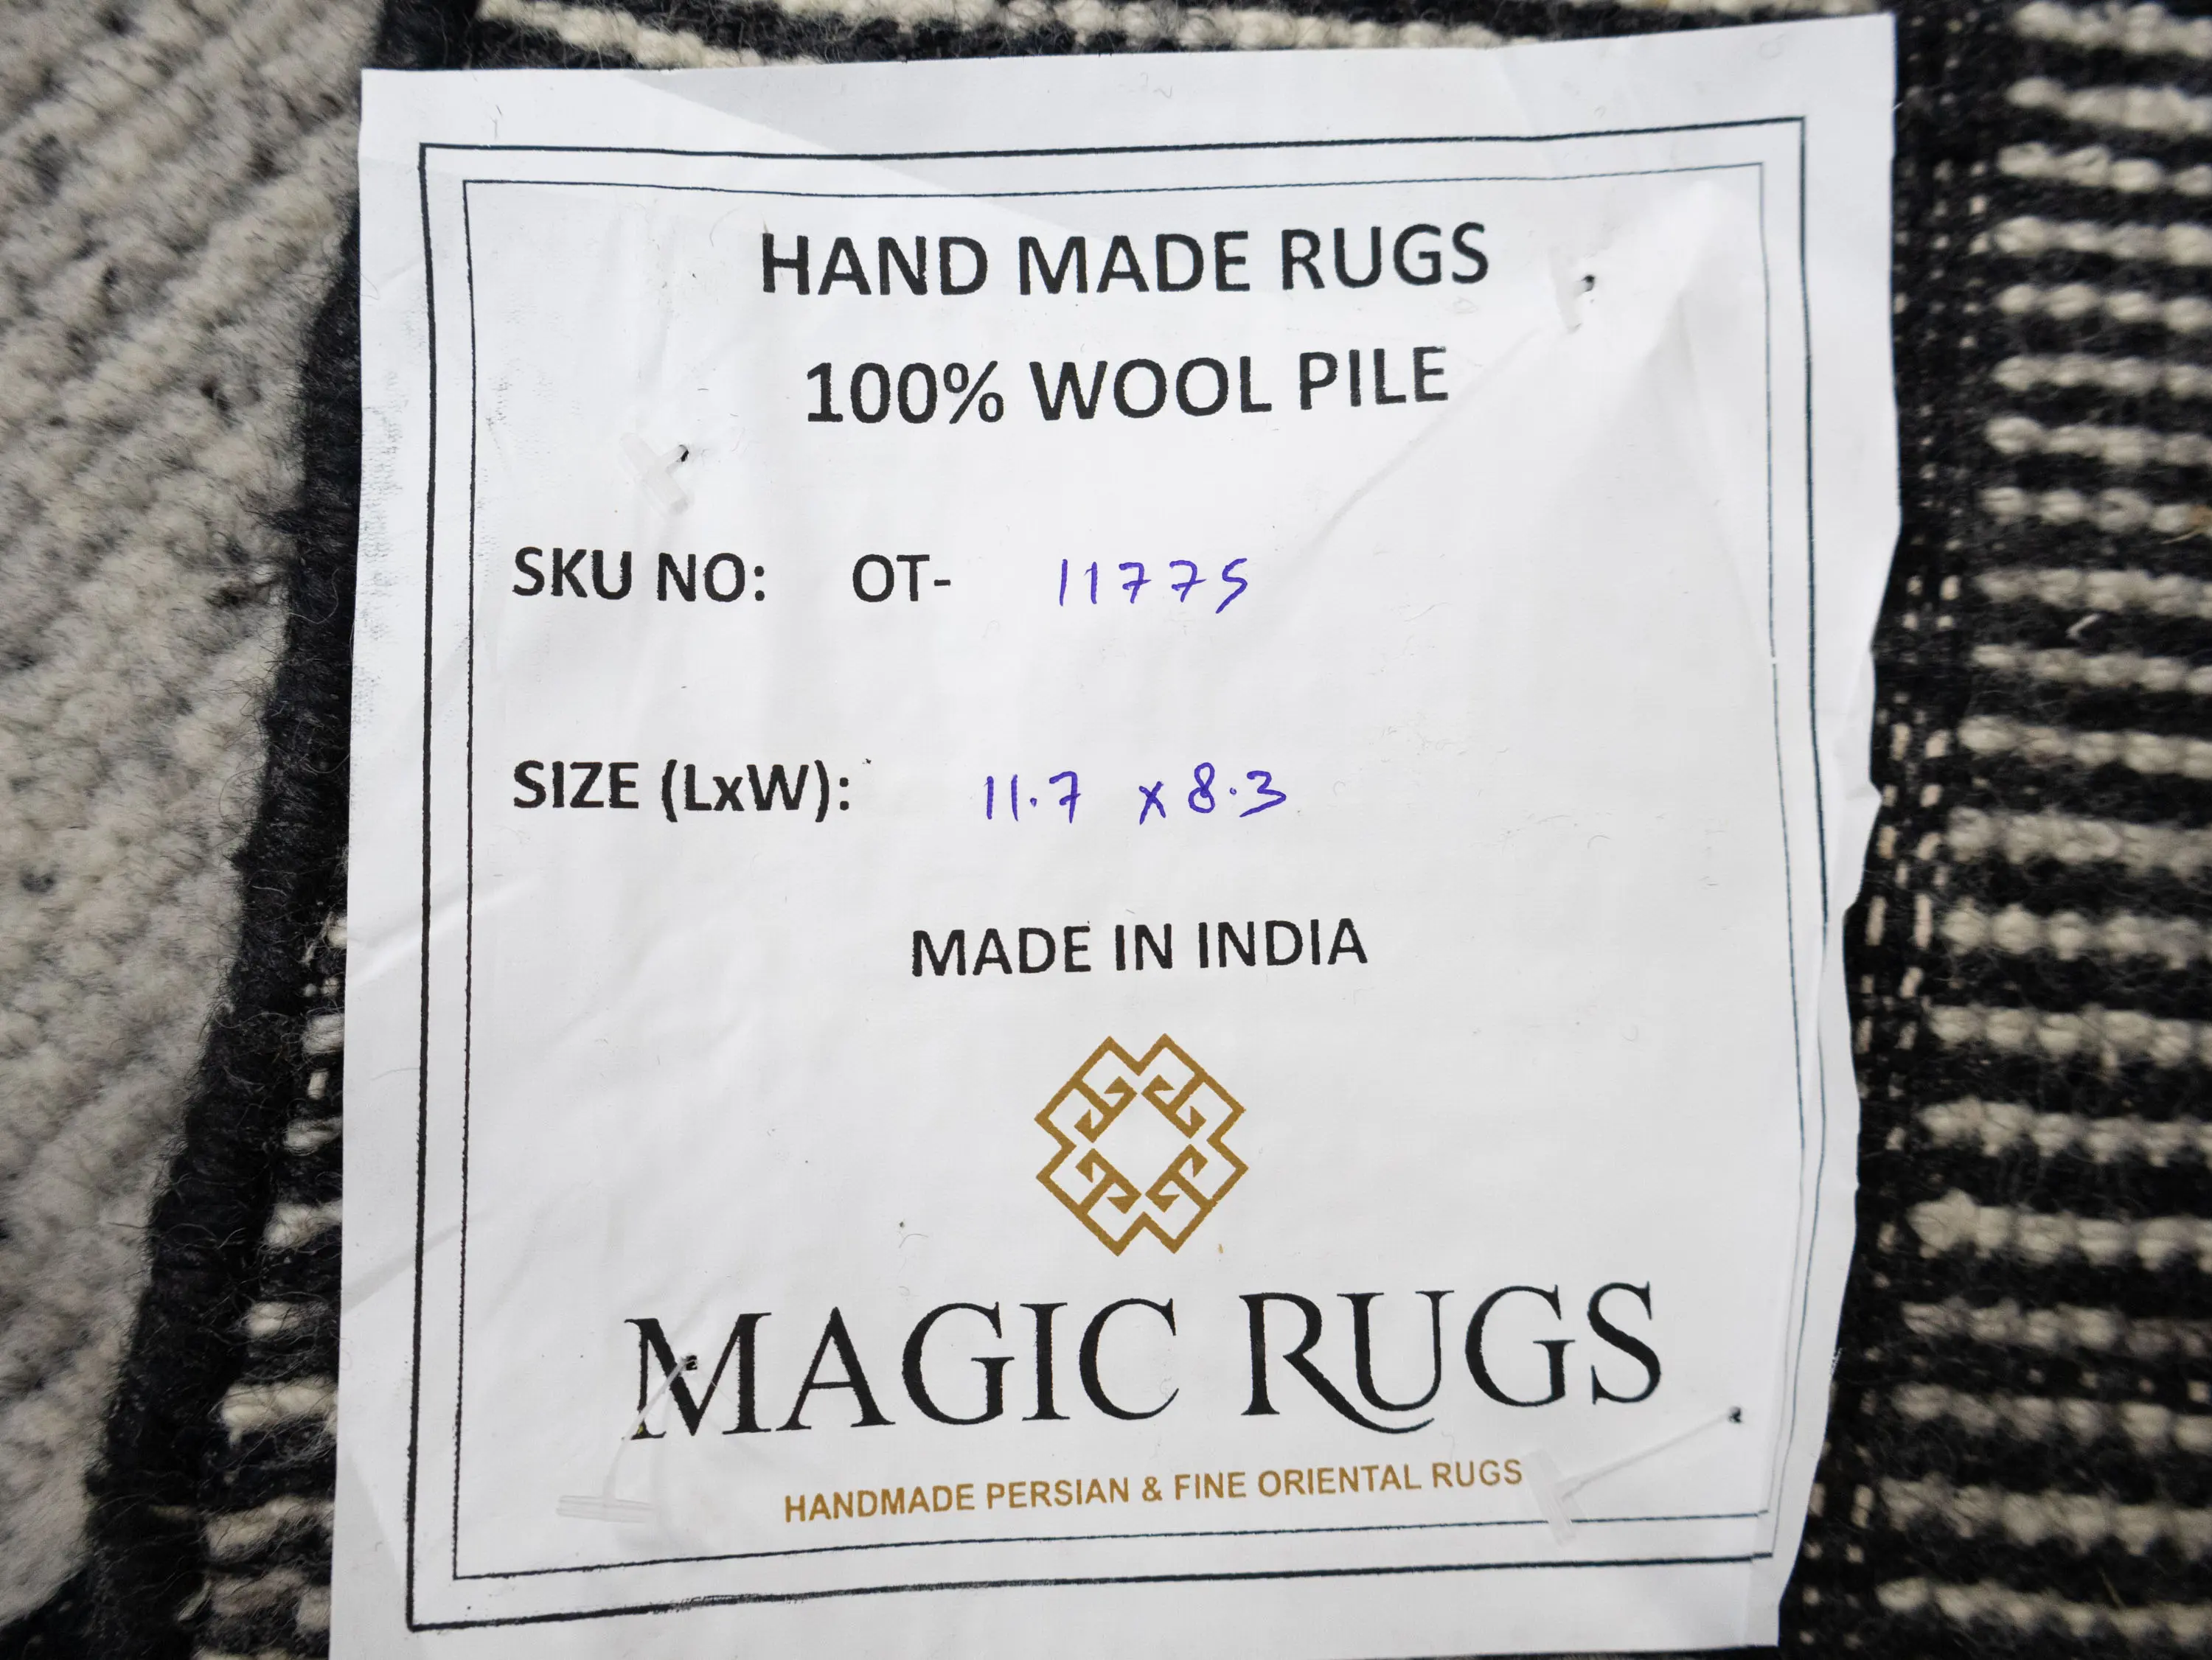 HAND MADE RUGS
100% WOOL PILE
SKU NO: OT- 11775
SIZE (LxW): 11.7 x 8.3
MADE IN INDIA
MAGIC RUGS
HANDMADE PERSIAN & FINE ORIENTAL RUGS